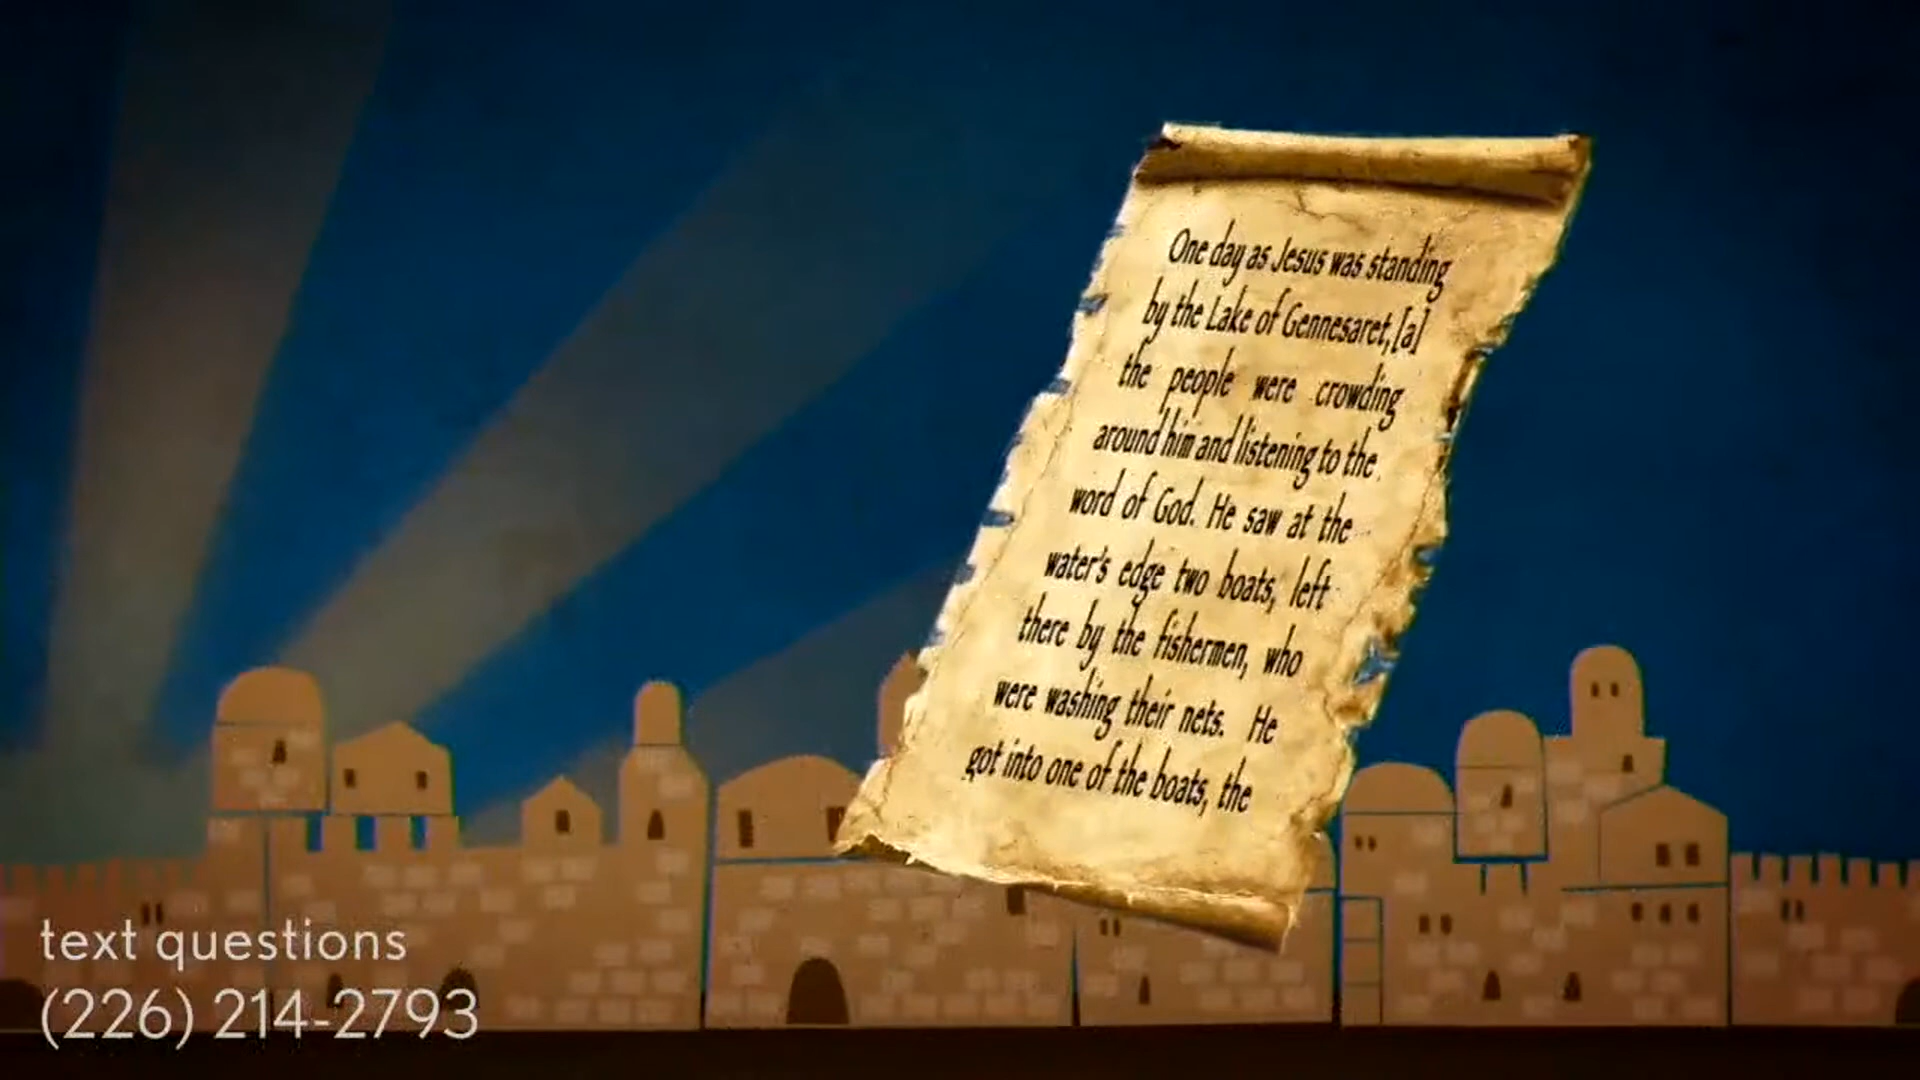 One day as Jesus was standing
by the Lake of Gennesaret,[a]
the people were crowding
around him and listening to the
word of God. He saw at the
water's edge two boats, left
there by the fishermen, who
were washing their nets. He
got into one of the boats, the
text questions
(226) 214-2793